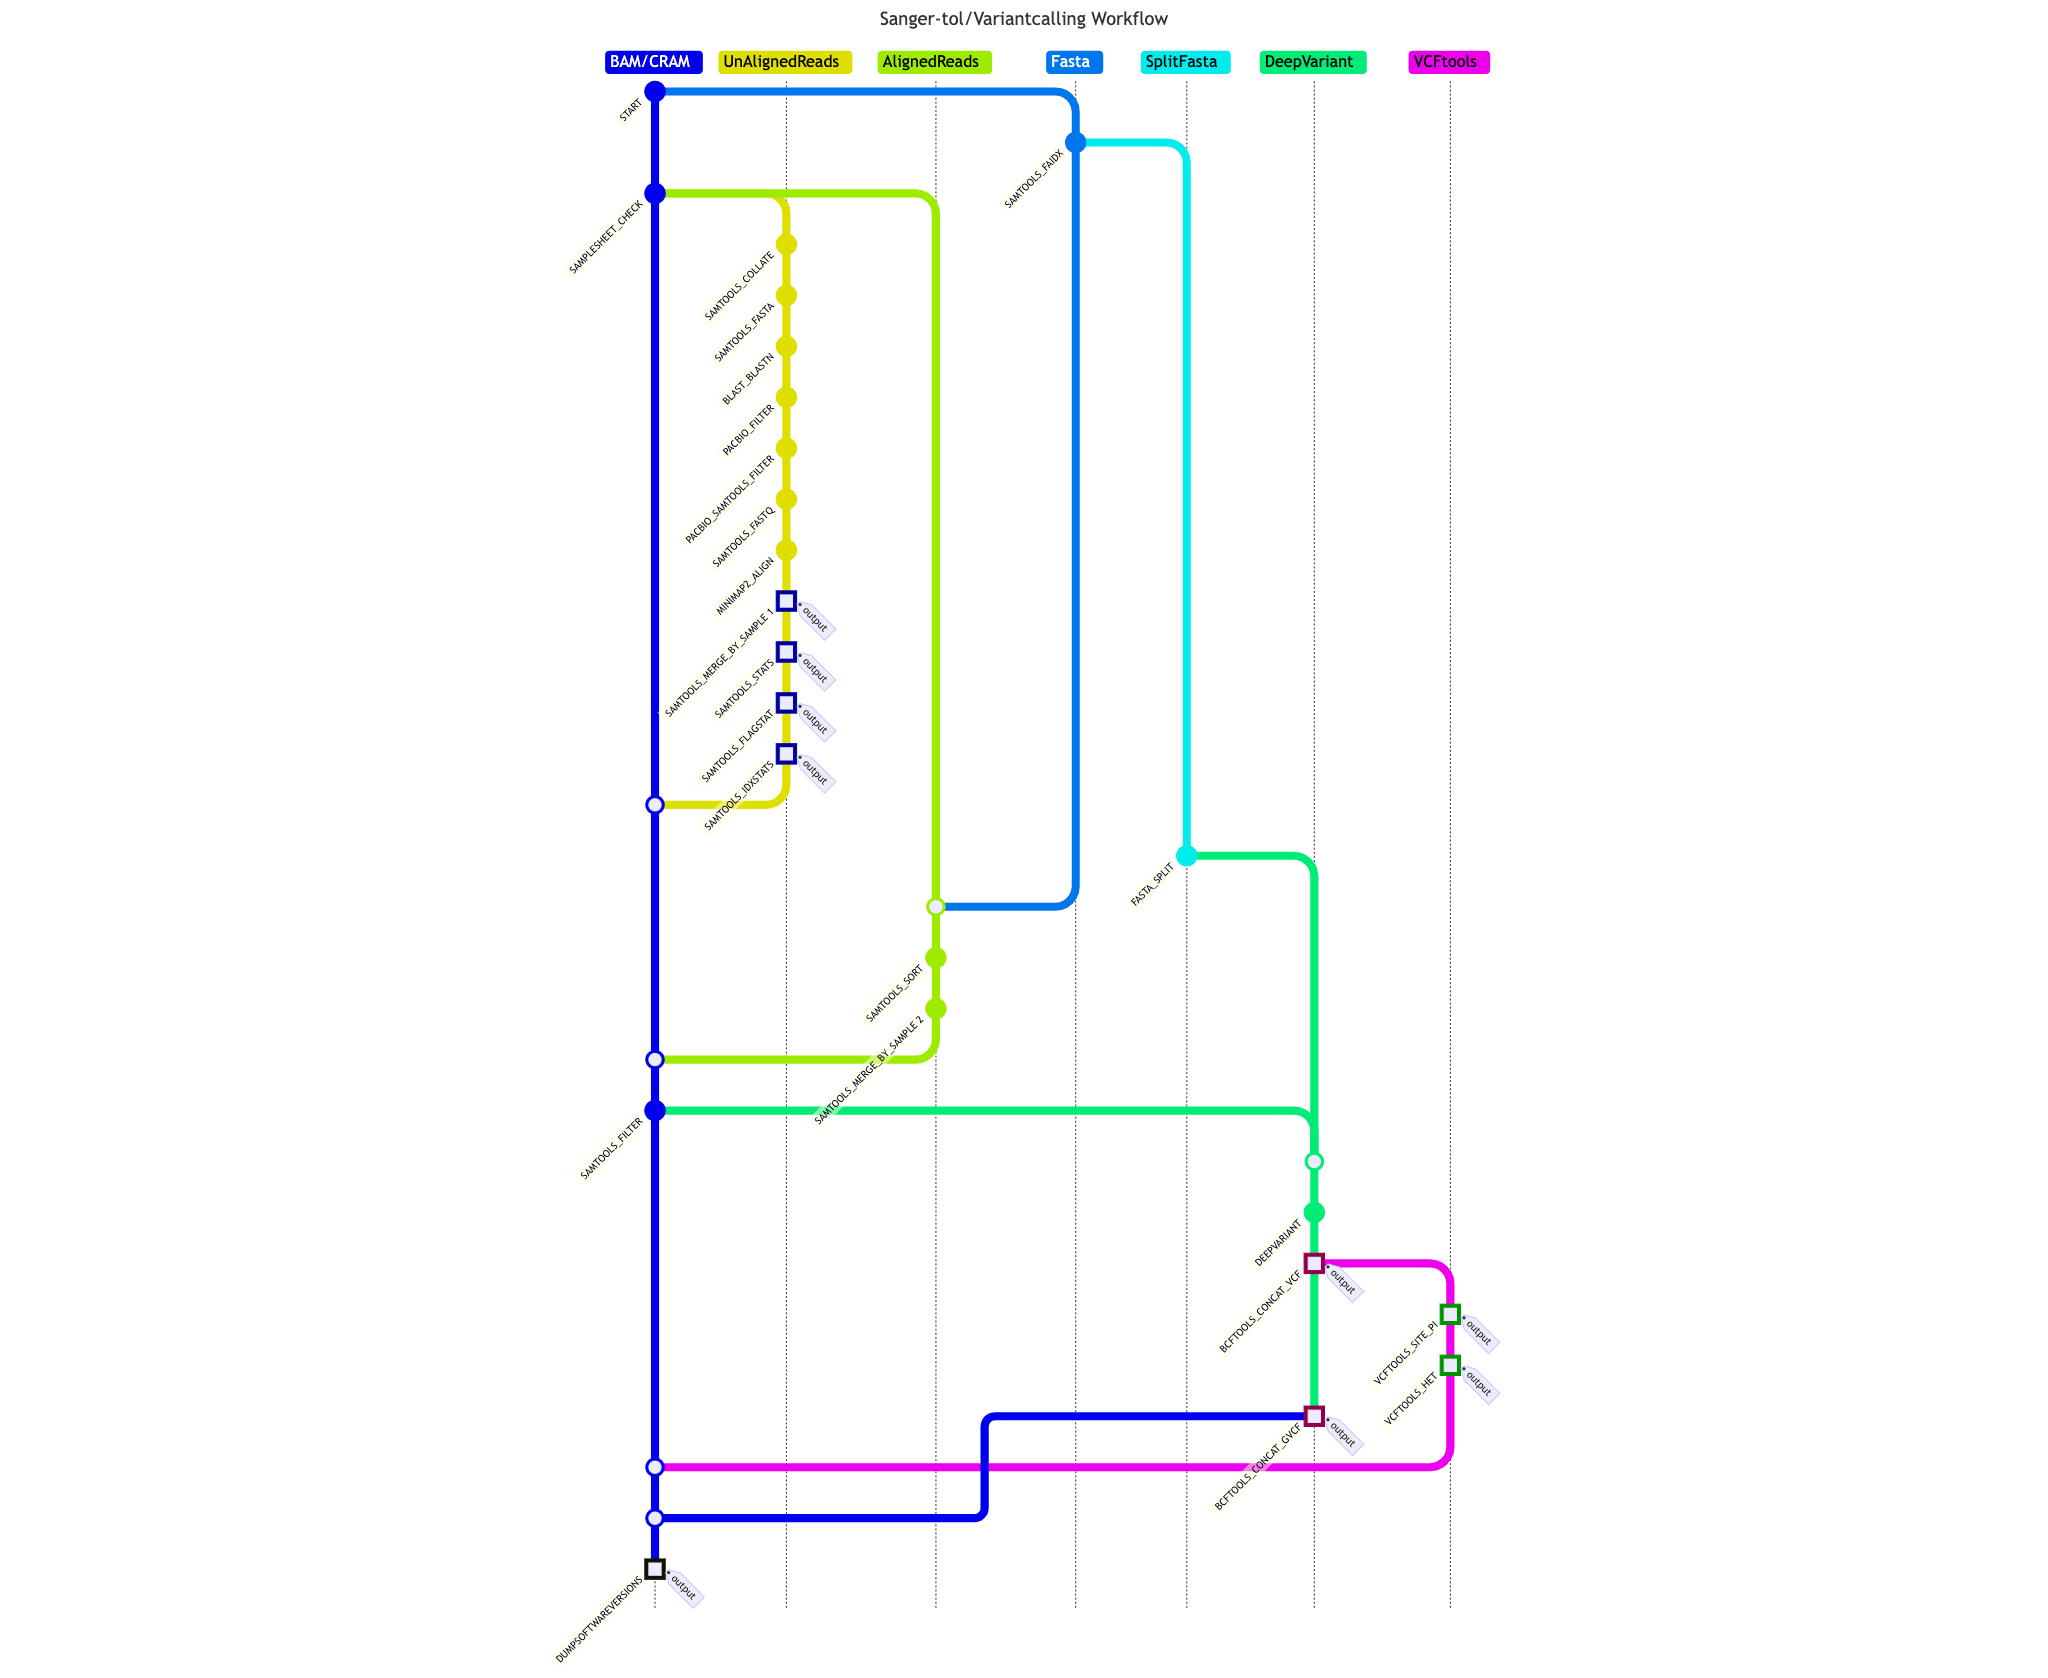 Sanger-tol/Variantcalling Workflow
BAM/CRAM
UnAlignedReads
AlignedReads
Fasta
SplitFasta
DeepVariant
VCFtools
START
SAMTOOLS_FAIDX
SAMPLESHEET_CHECK
SAMTOOLS_COLLATE
SAMTOOLS_FASTA
BLAST_BLASTN
PACBIO_FILTER
PACBIO_SAMTOOLS_FILTER
SAMTOOLS_FASTQ
MINIMAP2_ALIGN
SAMTOOLS_MERGE_BY_SAMPLE 1
output
SAMTOOLS_STATS
output
SAMTOOLS_FLAGSTAT
output
SAMTOOLS_IDXSTATS
output
FASTA_SPLIT
SAMTOOLS_SORT
SAMTOOLS_MERGE_BY_SAMPLE 2
SAMTOOLS_FILTER
DEEPVARIANT
BCFTOOLS_CONCAT_VCF
output
VCFTOOLS_SITE_PI
output
VCFTOOLS_HET
output
BCFTOOLS_CONCAT_GVCF
output
DUMPSOFTWAREVERSIONS
output